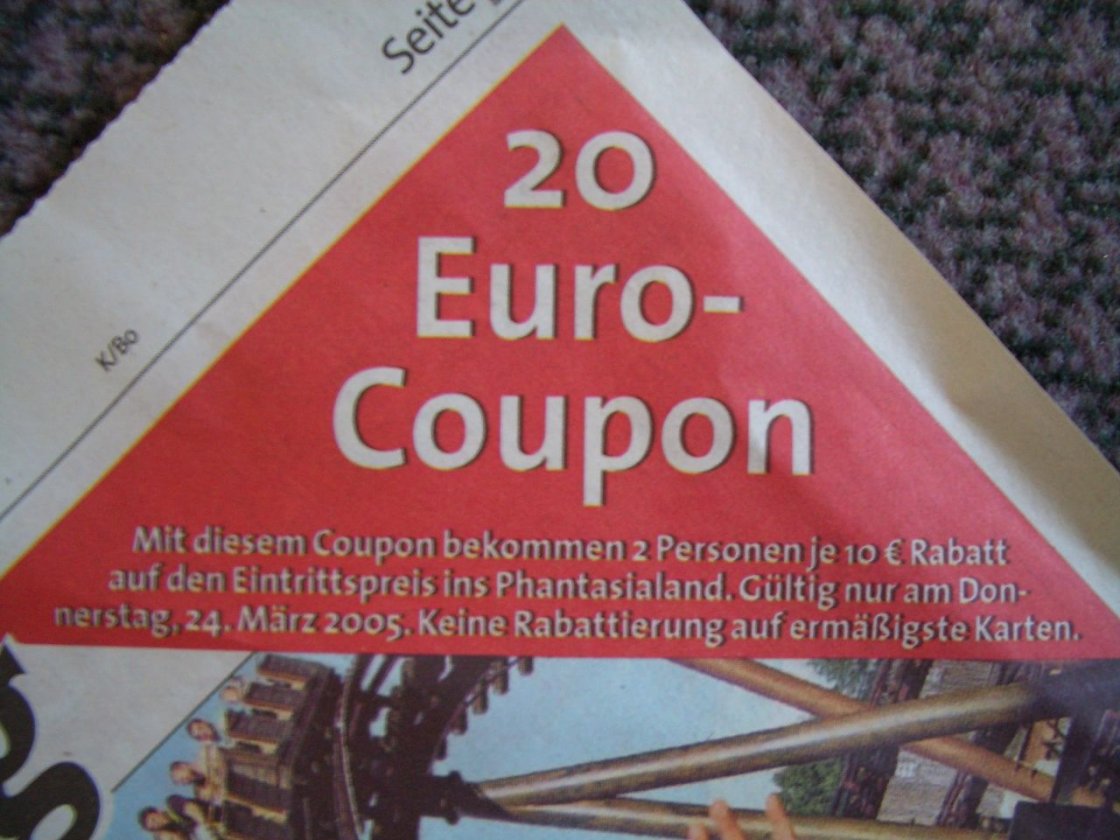 Seite
20
Euro-
Coupon
K/Bo
Mit diesem Coupon bekommen 2 Personen je 10 € Rabatt
auf den Eintrittspreis ins Phantasialand. Gültig nur am Don-
nerstag, 24. März 2005. Keine Rabattierung auf ermäßigste Karten.